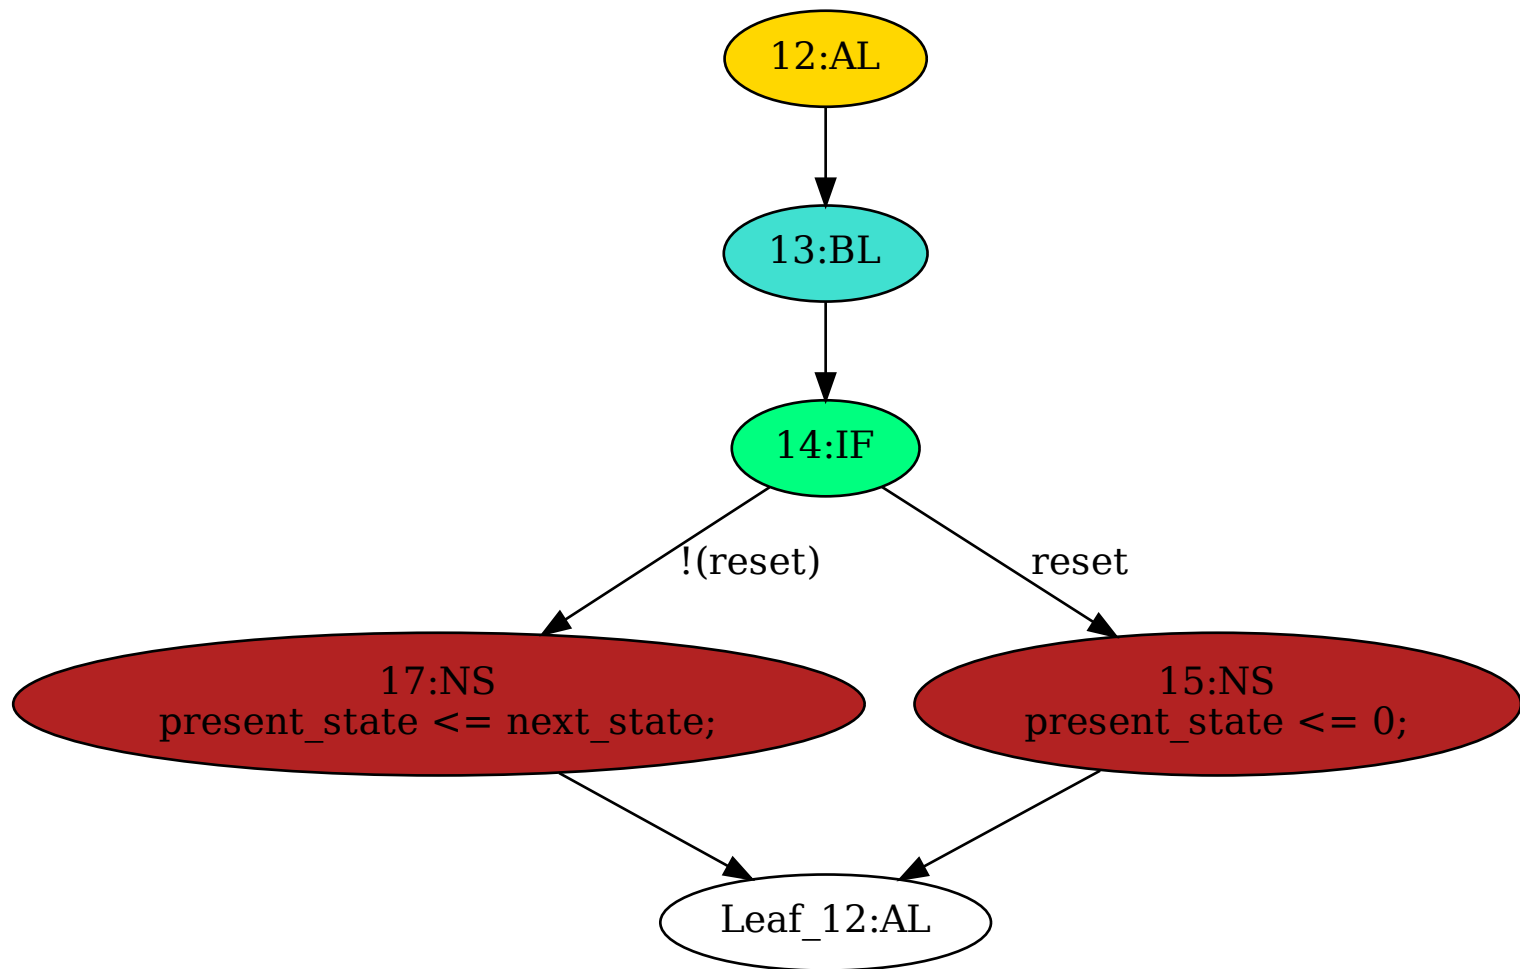 12:AL
13:BL
14:IF
!(reset)
reset
17:NS
present_state <= next_state;
15:NS
present_state <= 0;
Leaf_12:AL